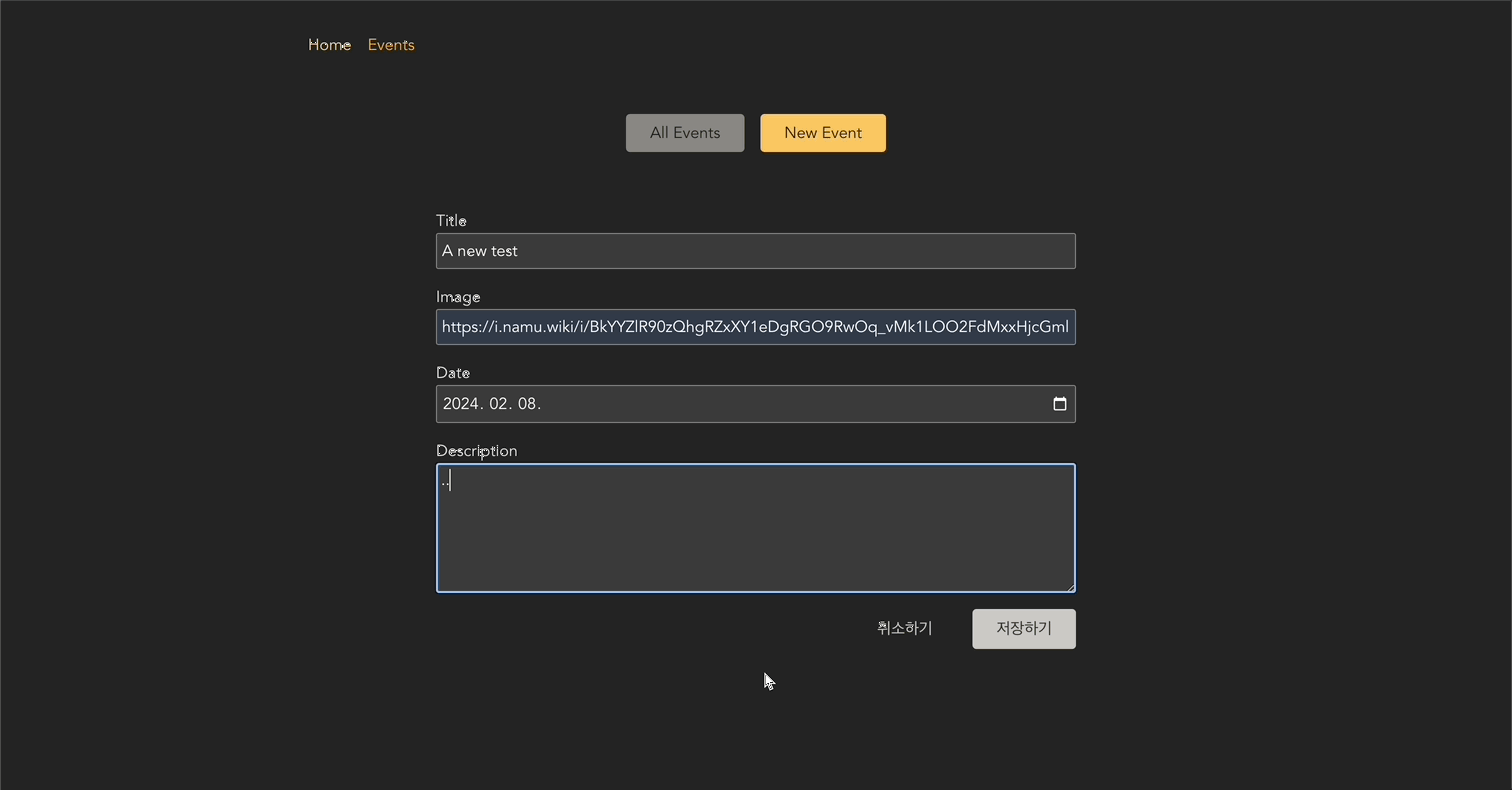 Home Events
All Events New Event
Title
A new test
Image
https://i.namu.wiki/i/BkYYZlR90zQhgRZxXY1eDgRGO9RwOq_vMk1LOO2FdMxxHjcGml
Date
2024. 02. 08.
Description
..
취소하기 저장하기